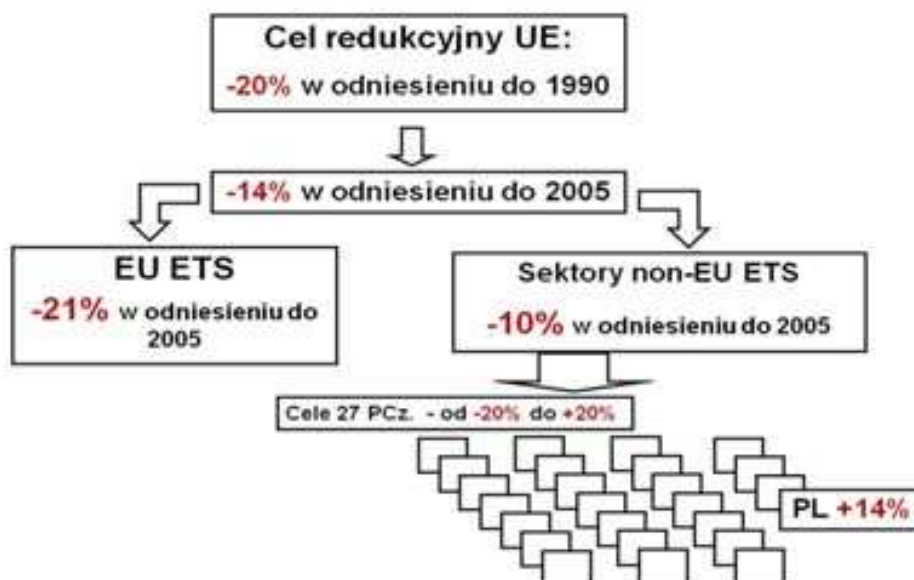 Cel redukcyjny UE:
-20% w odniesieniu do 1990
-14% w odniesieniu do 2005
EU ETS
-21% w odniesieniu do
2005
Sektory non-EU ETS
-10% w odniesieniu do 2005
Cele 27 PCz. - od -20% do +20%
PL +14%